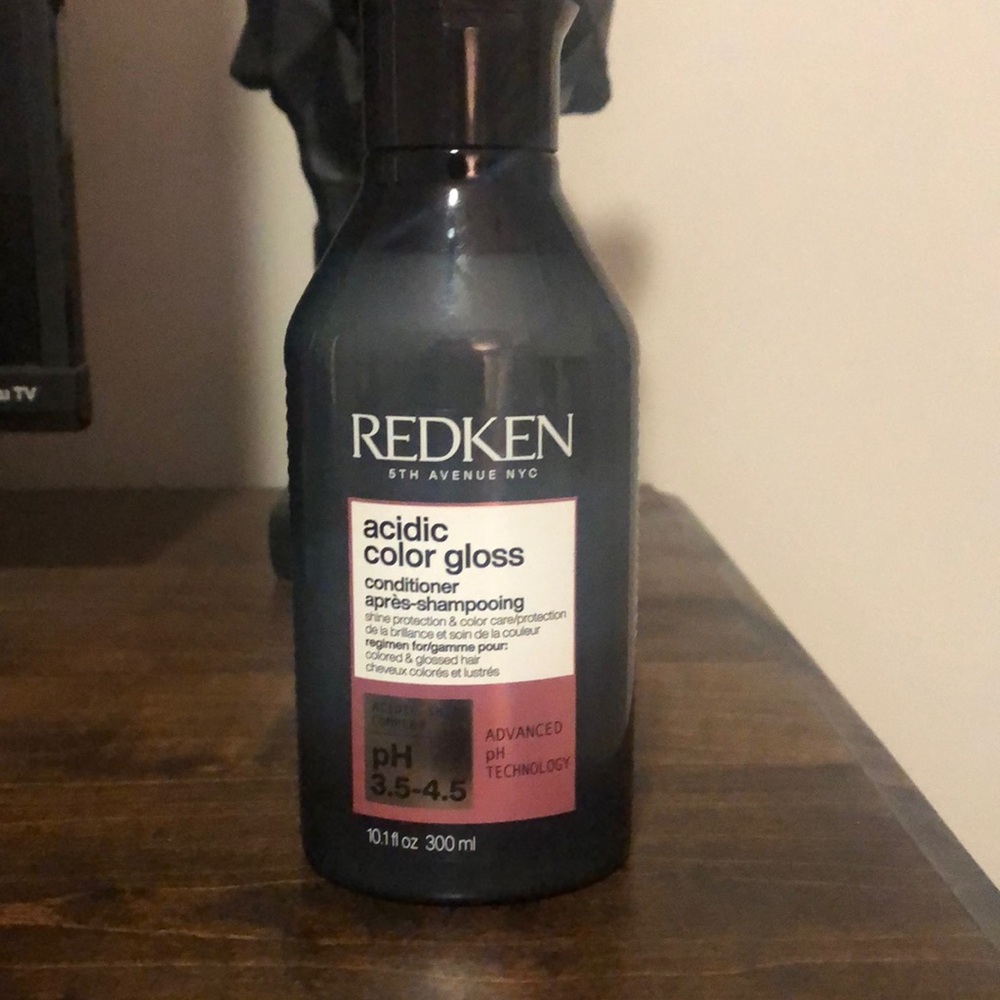 REDKEN
5TH AVENUE NYC
acidic
color gloss
conditioner
après-shampooing
shine protection & color care/protection
de la brillance et soin de la couleur
regimen for/gamme pour:
colored & glossed hair
cheveux colorés et lustrés
pH
3.5-4.5
ADVANCED
pH
TECHNOLOGY
10.1 fl oz 300 ml
TV